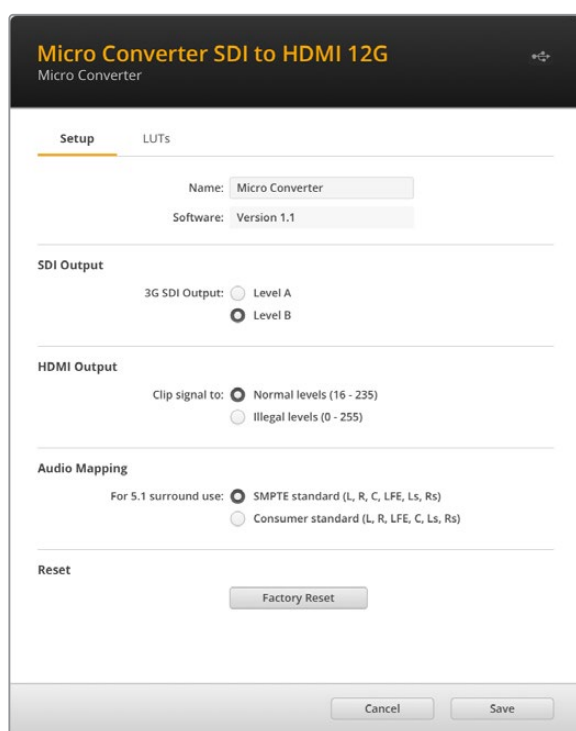 Micro Converter SDI to HDMI 12G
Micro Converter
Setup LUTs
Name: Micro Converter
Software: Version 1.1
SDI Output
3G SDI Output: Level A
Level B
HDMI Output
Clip signal to: Normal levels (16 - 235)
Illegal levels (0 - 255)
Audio Mapping
For 5.1 surround use: SMPTE standard (L, R, C, LFE, Ls, Rs)
Consumer standard (L, R, LFE, C, Ls, Rs)
Reset
Factory Reset
Cancel Save